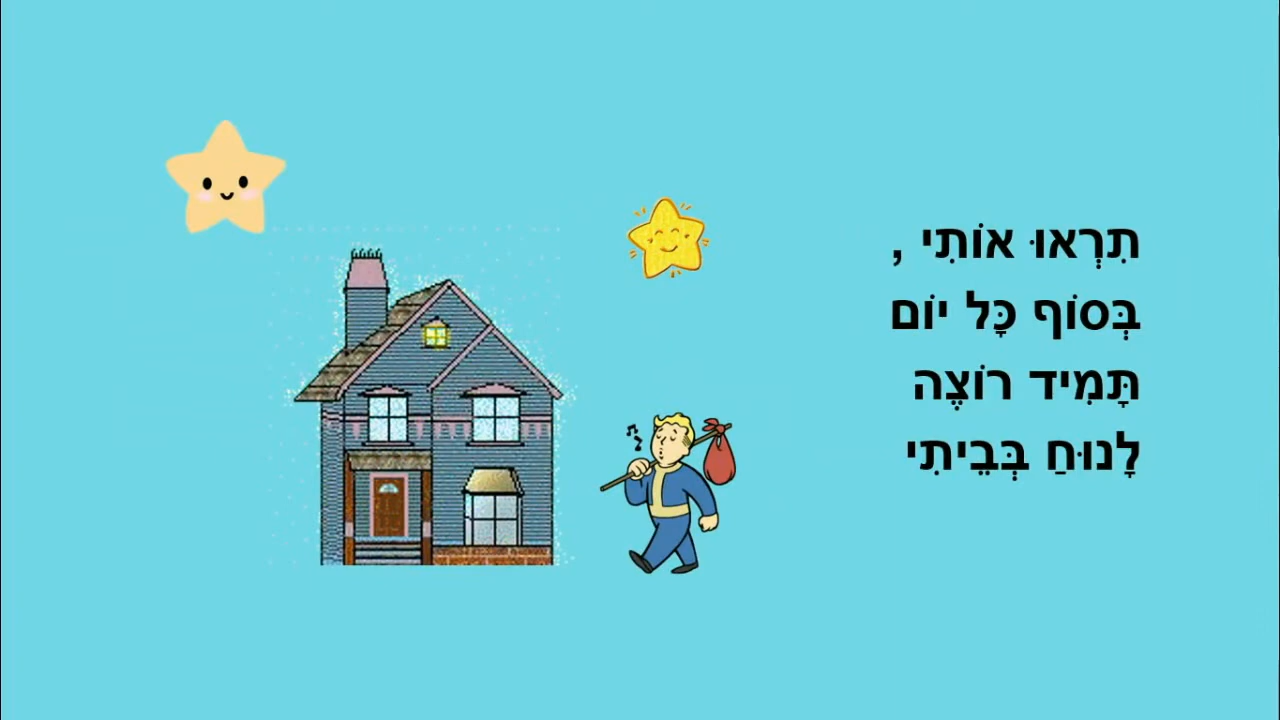 תִרְאוּ אוֹתִי ,
בְּסוֹף כָּל יוֹם
תָּמִיד רוֹצֶה
לָנוּחַ בְּבֵיתִי